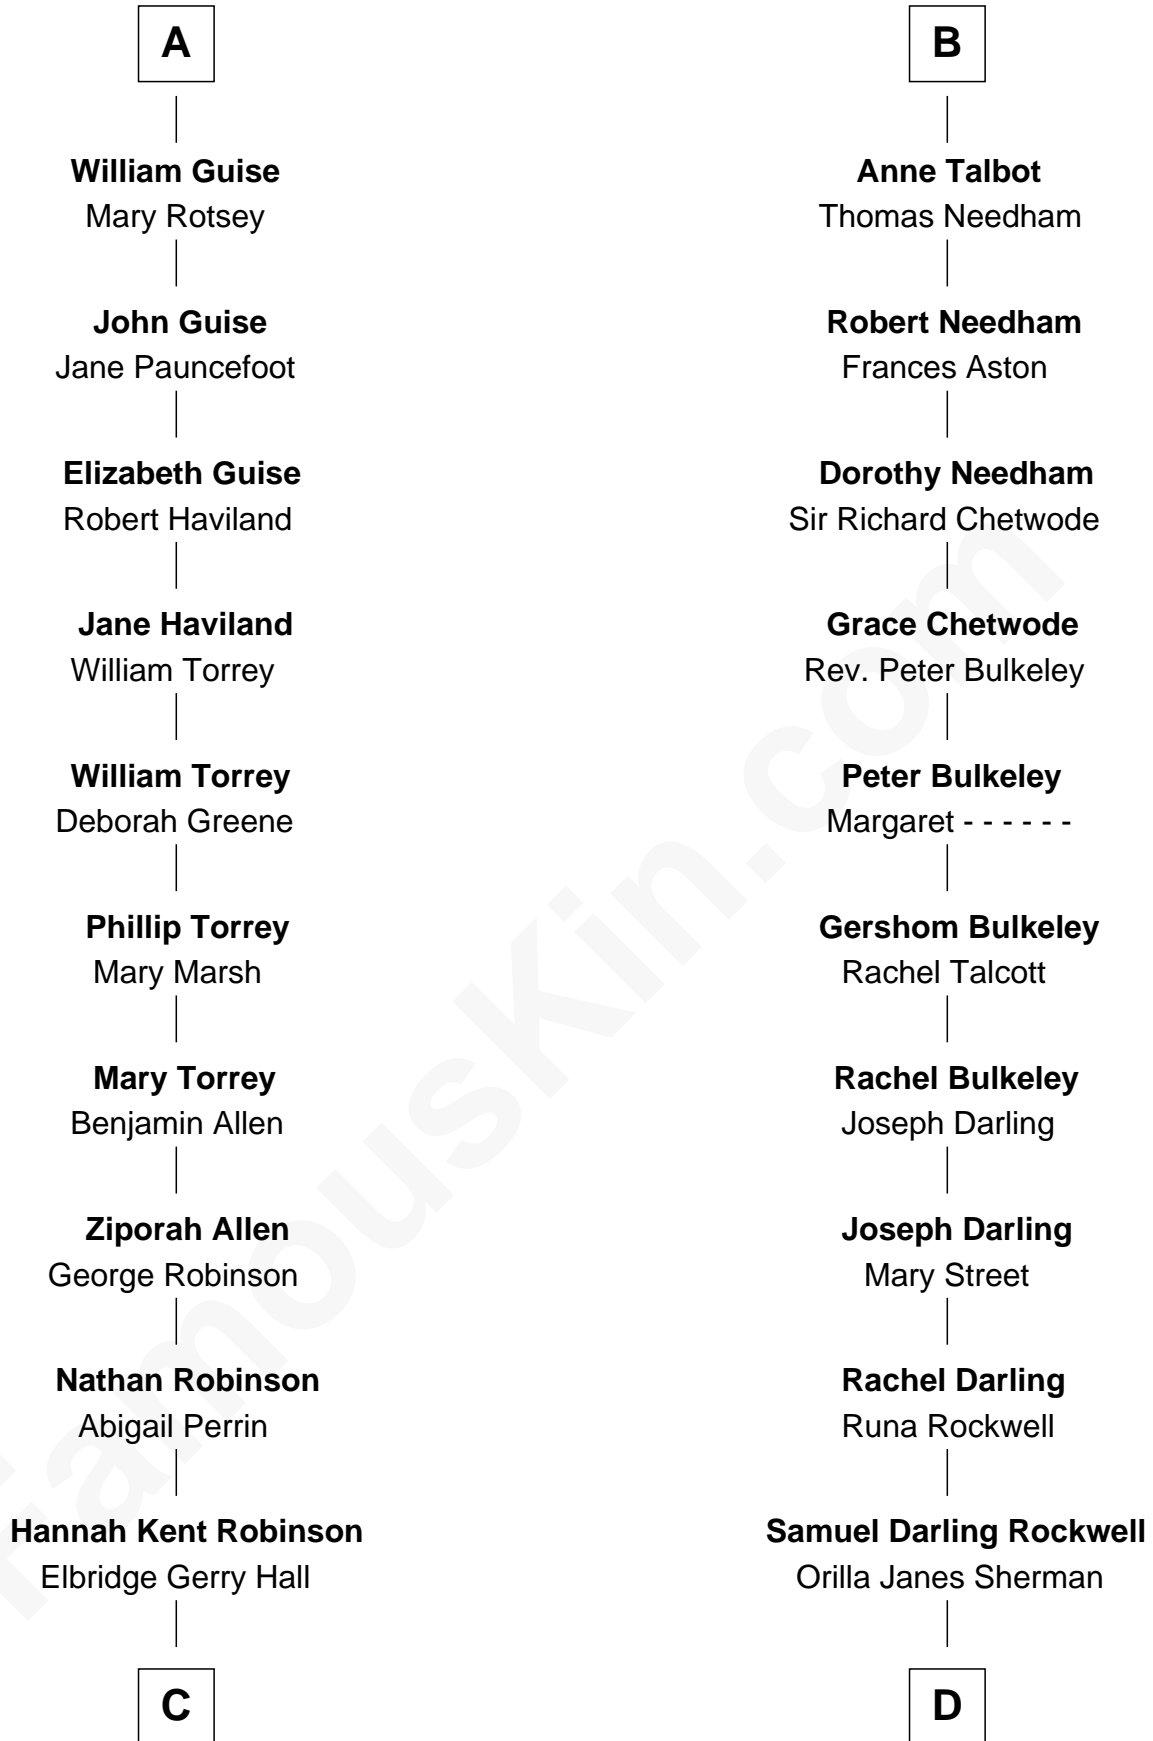 A
William Guise
Mary Rotsey
John Guise
Jane Pauncefoot
Elizabeth Guise
Robert Haviland
Jane Haviland
William Torrey
William Torrey
Deborah Greene
Phillip Torrey
Mary Marsh
Mary Torrey
Benjamin Allen
Ziporah Allen
George Robinson
Nathan Robinson
Abigail Perrin
Hannah Kent Robinson
Elbridge Gerry Hall
C
B
Anne Talbot
Thomas Needham
Robert Needham
Frances Aston
Dorothy Needham
Sir Richard Chetwode
Grace Chetwode
Rev. Peter Bulkeley
Peter Bulkeley
Margaret - - - - - -
Gershom Bulkeley
Rachel Talcott
Rachel Bulkeley
Joseph Darling
Joseph Darling
Mary Street
Rachel Darling
Runa Rockwell
Samuel Darling Rockwell
Orilla Janes Sherman
D
FamousKin.com